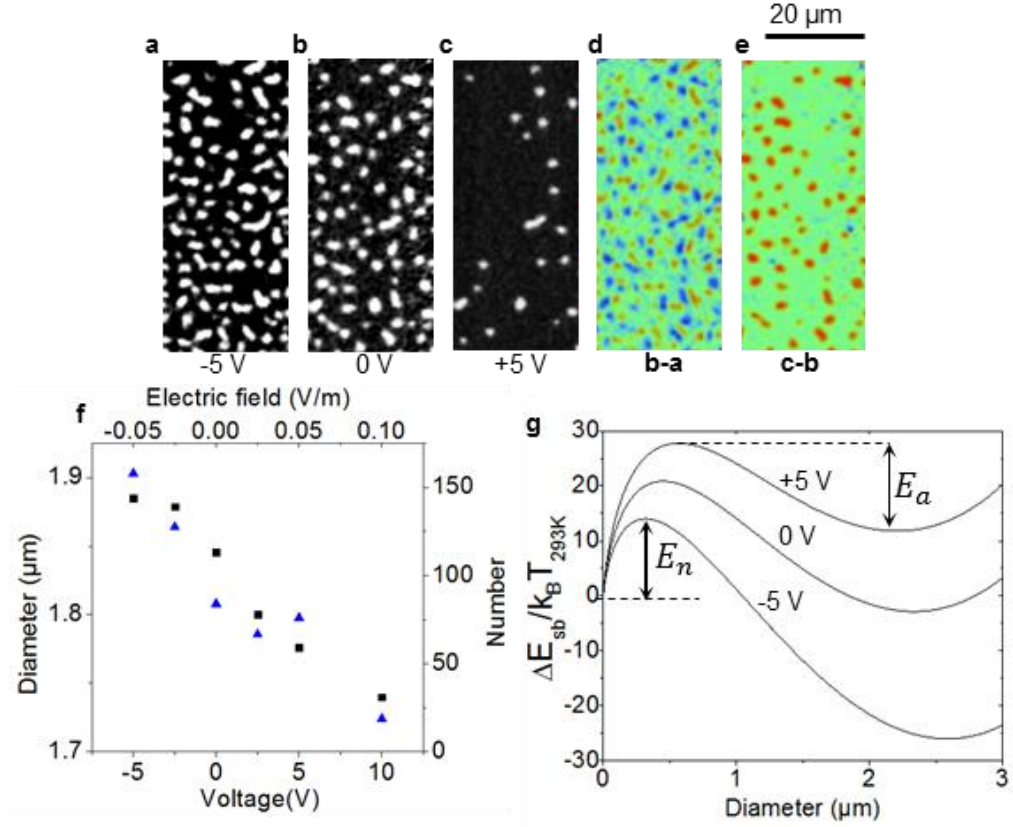 20 µm
a b c d e
-5 V 0 V +5 V b-a c-b
f
Electric field (V/m)
-0.05 0.00 0.05 0.10
1.9
1.8
1.7
Diameter (µm)
150
100
50
0
Number
-5 0 5 10
Voltage(V)
g
30
20
10
0
-10
-20
-30
ΔE_sb/k_BT_293K
+5 V
E_a
0 V
E_n
-5 V
0 1 2 3
Diameter (µm)